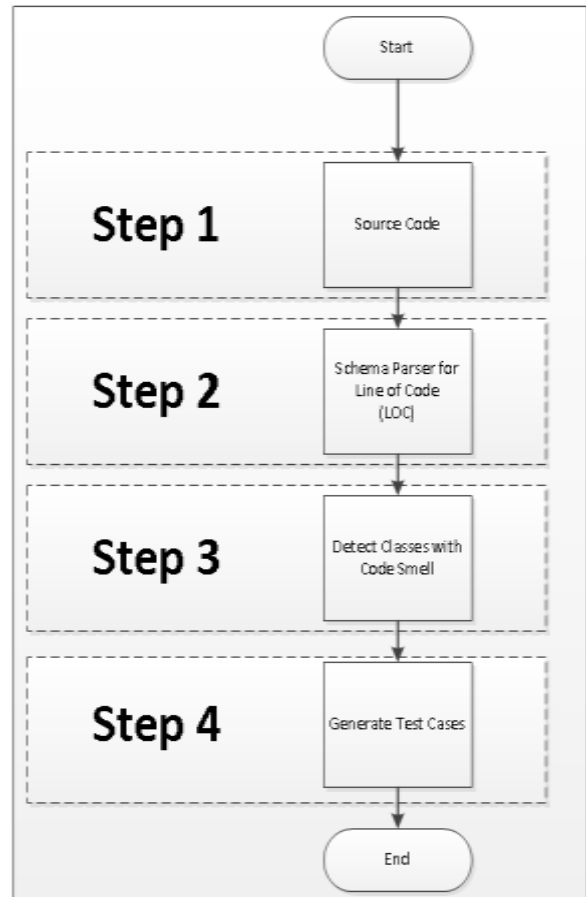 Start
Step 1
Source Code
Step 2
Schema Parser for
Line of Code
(LOC)
Step 3
Detect Classes with
Code Smell
Step 4
Generate Test Cases
End